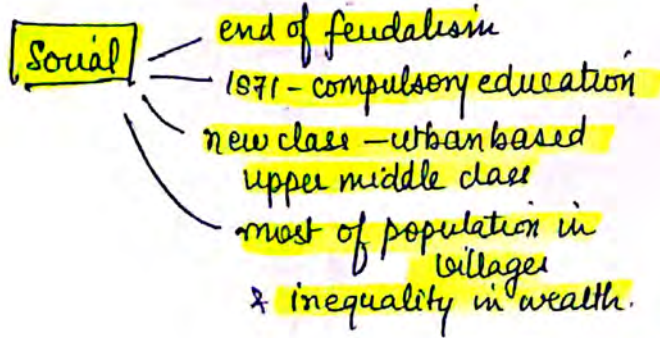 Social
end of feudalism
1871 - compulsory education
new class - urban based
upper middle class
most of population in
villages
& inequality in wealth.